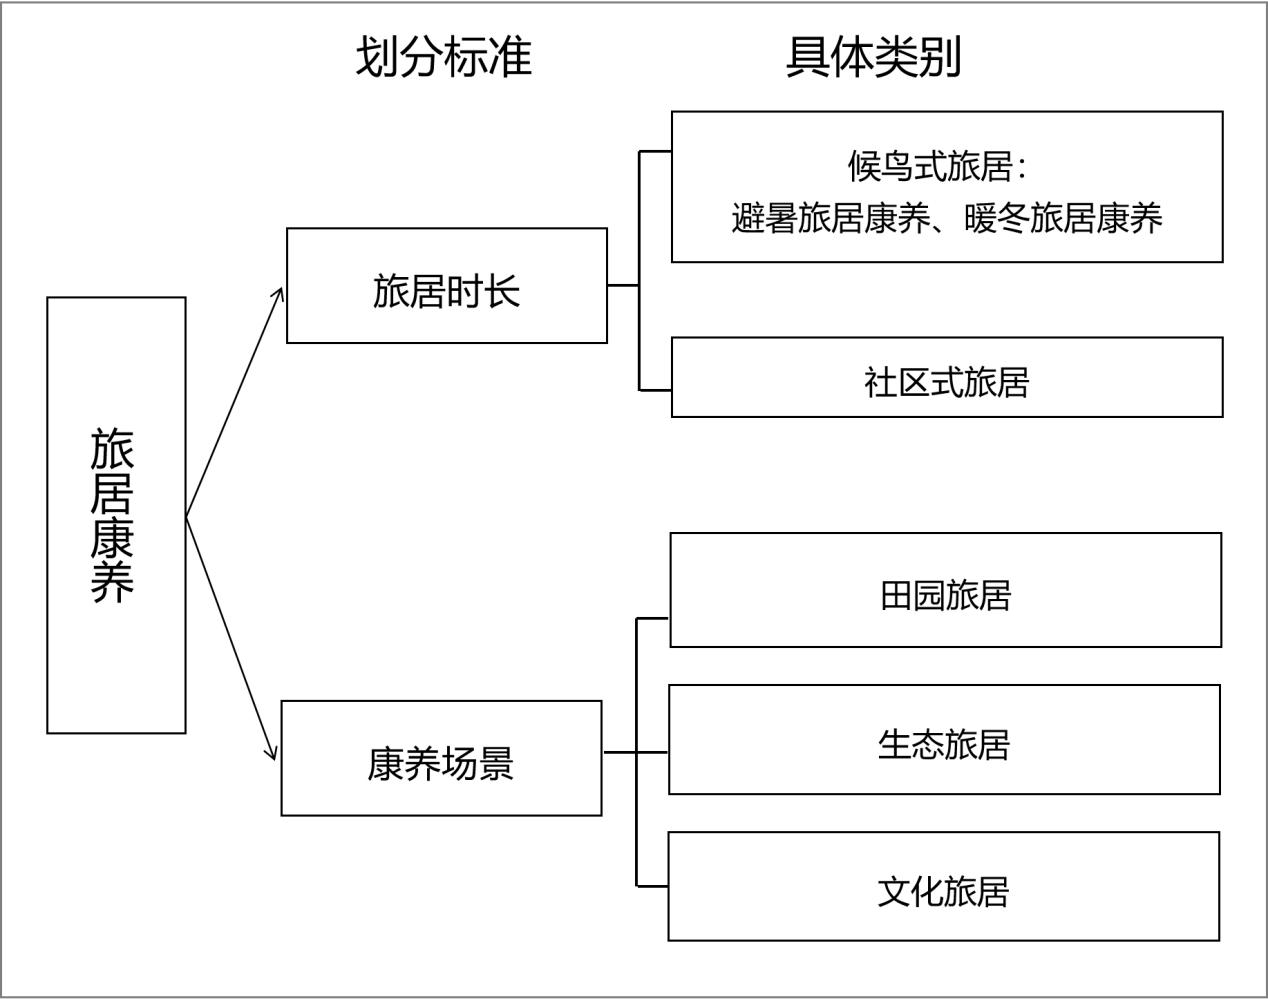 划分标准
具体类别
旅居康养
旅居时长
候鸟式旅居：
避暑旅居康养、暖冬旅居康养
社区式旅居
康养场景
田园旅居
生态旅居
文化旅居